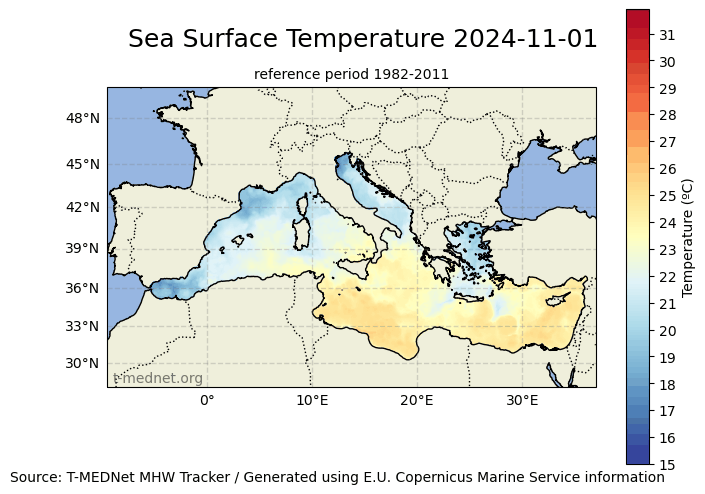 Sea Surface Temperature 2024-11-01
reference period 1982-2011
48°N
45°N
42°N
39°N
36°N
33°N
30°N
t-mednet.org
0°
10°E
20°E
30°E
31
30
29
28
27
26
25
24
23
22
21
20
19
18
17
16
15
Temperature (ºC)
Source: T-MEDNet MHW Tracker / Generated using E.U. Copernicus Marine Service information